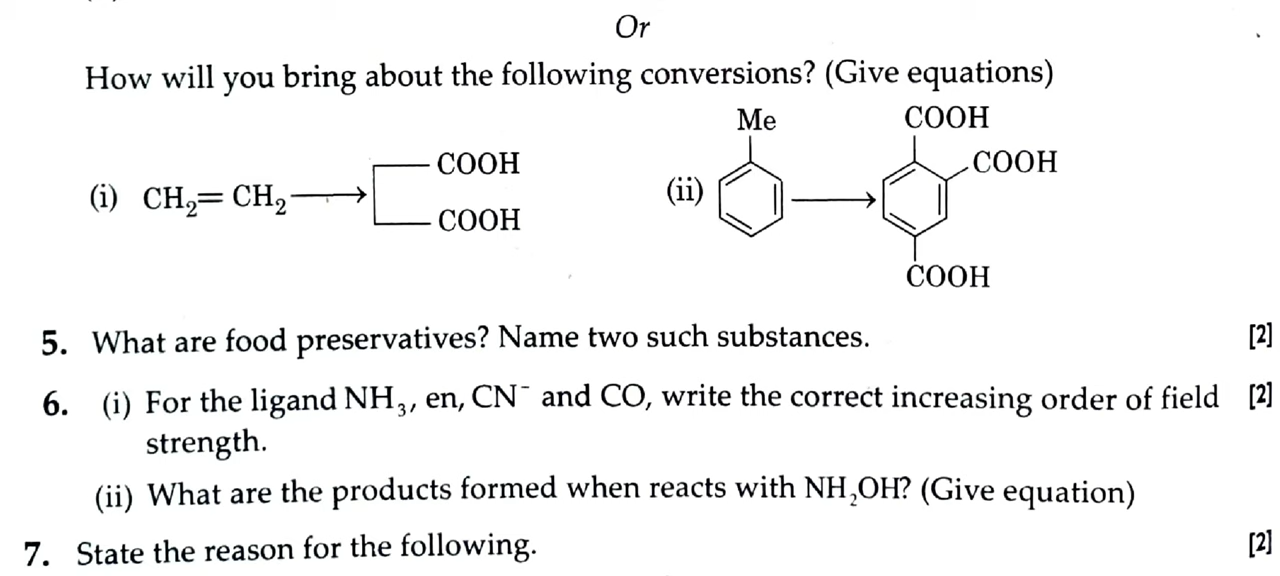 Or
How will you bring about the following conversions? (Give equations)
Me
COOH
COOH
COOH
(i) CH₂═ CH₂
(ii)
COOH
COOH
5. What are food preservatives? Name two such substances. [2]
6. (i) For the ligand NH₃, en, CN⁻ and CO, write the correct increasing order of field [2]
strength.
(ii) What are the products formed when reacts with NH₂OH? (Give equation)
7. State the reason for the following. [2]